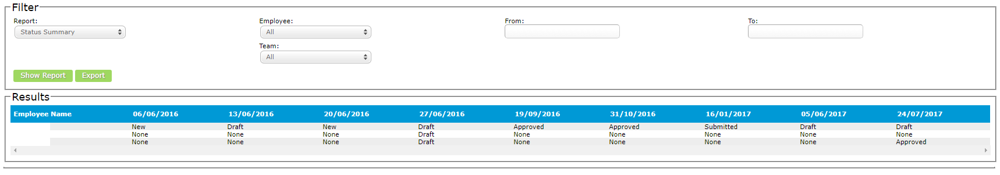 Filter
Report: Employee: From: To:
Status Summary All
Team:
All
Show Report Export
Results
Employee Name 06/06/2016 13/06/2016 20/06/2016 27/06/2016 19/09/2016 31/10/2016 16/01/2017 05/06/2017 24/07/2017
New Draft New Draft Approved Approved Submitted Draft Draft
None None None Draft None None None None None
None None None Draft None None None None Approved